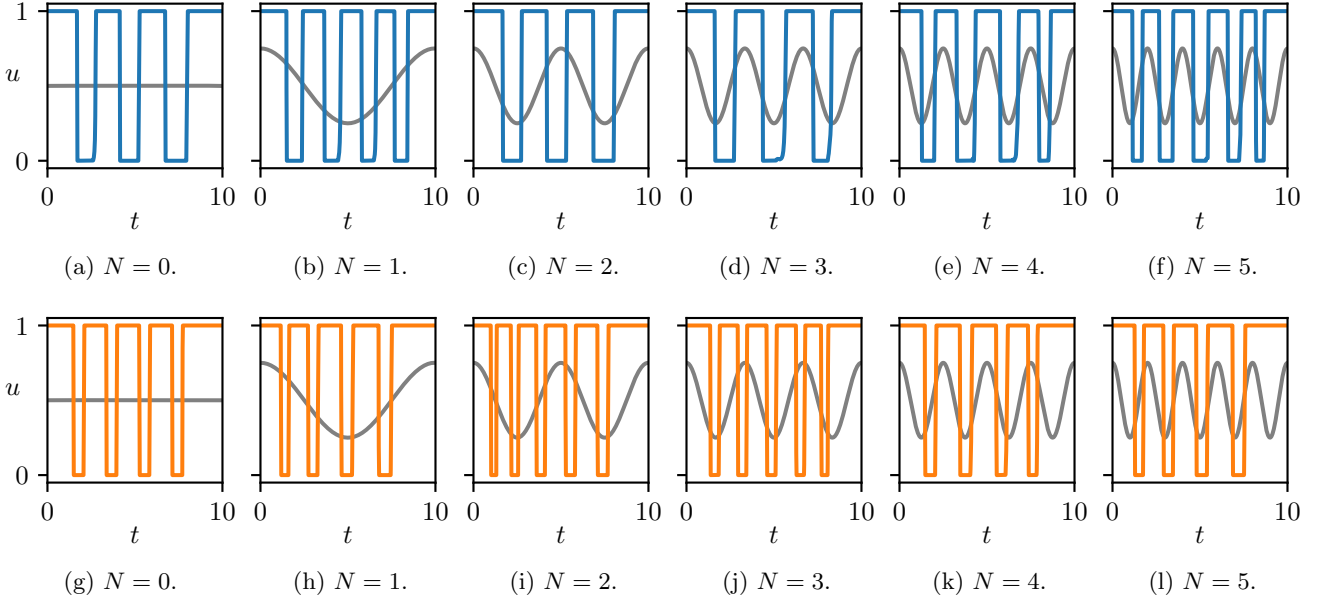 1
u
0
0 10 0 10 0 10 0 10 0 10 0 10
t t t t t t
(a) N = 0. (b) N = 1. (c) N = 2. (d) N = 3. (e) N = 4. (f) N = 5.
1
u
0
0 10 0 10 0 10 0 10 0 10 0 10
t t t t t t
(g) N = 0. (h) N = 1. (i) N = 2. (j) N = 3. (k) N = 4. (l) N = 5.